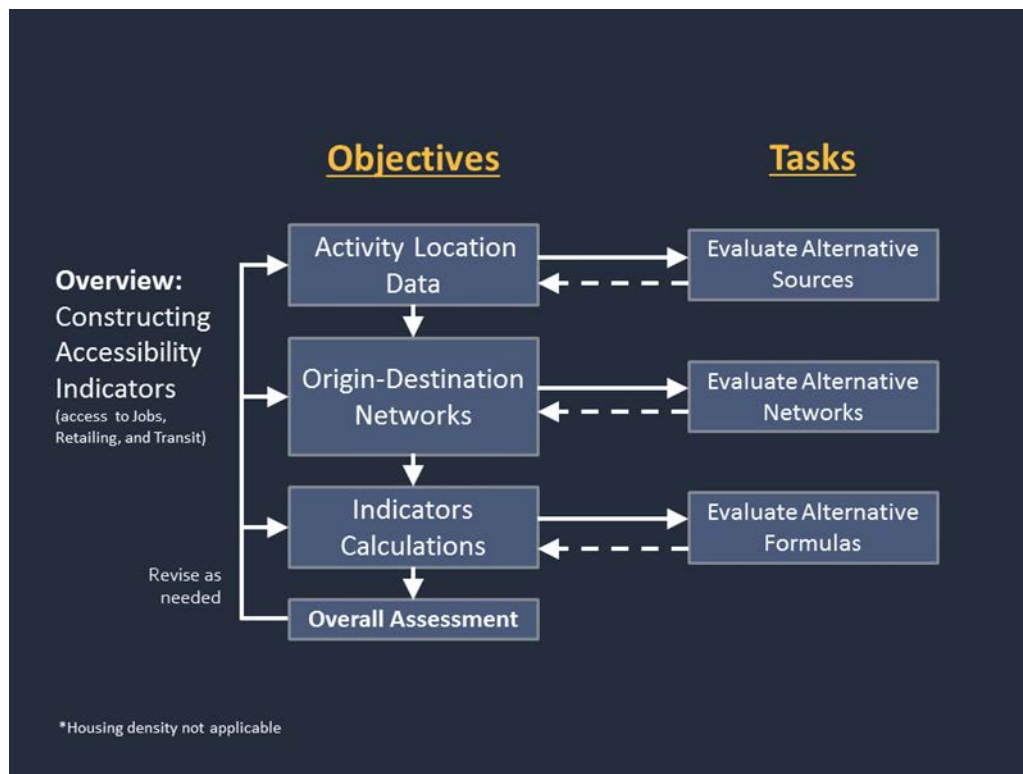 Objectives
Tasks
Overview:
Constructing
Accessibility
Indicators
(access to Jobs,
Retailing, and Transit)
Activity Location
Data
Evaluate Alternative
Sources
Origin-Destination
Networks
Evaluate Alternative
Networks
Indicators
Calculations
Evaluate Alternative
Formulas
Revise as
needed
Overall Assessment
*Housing density not applicable